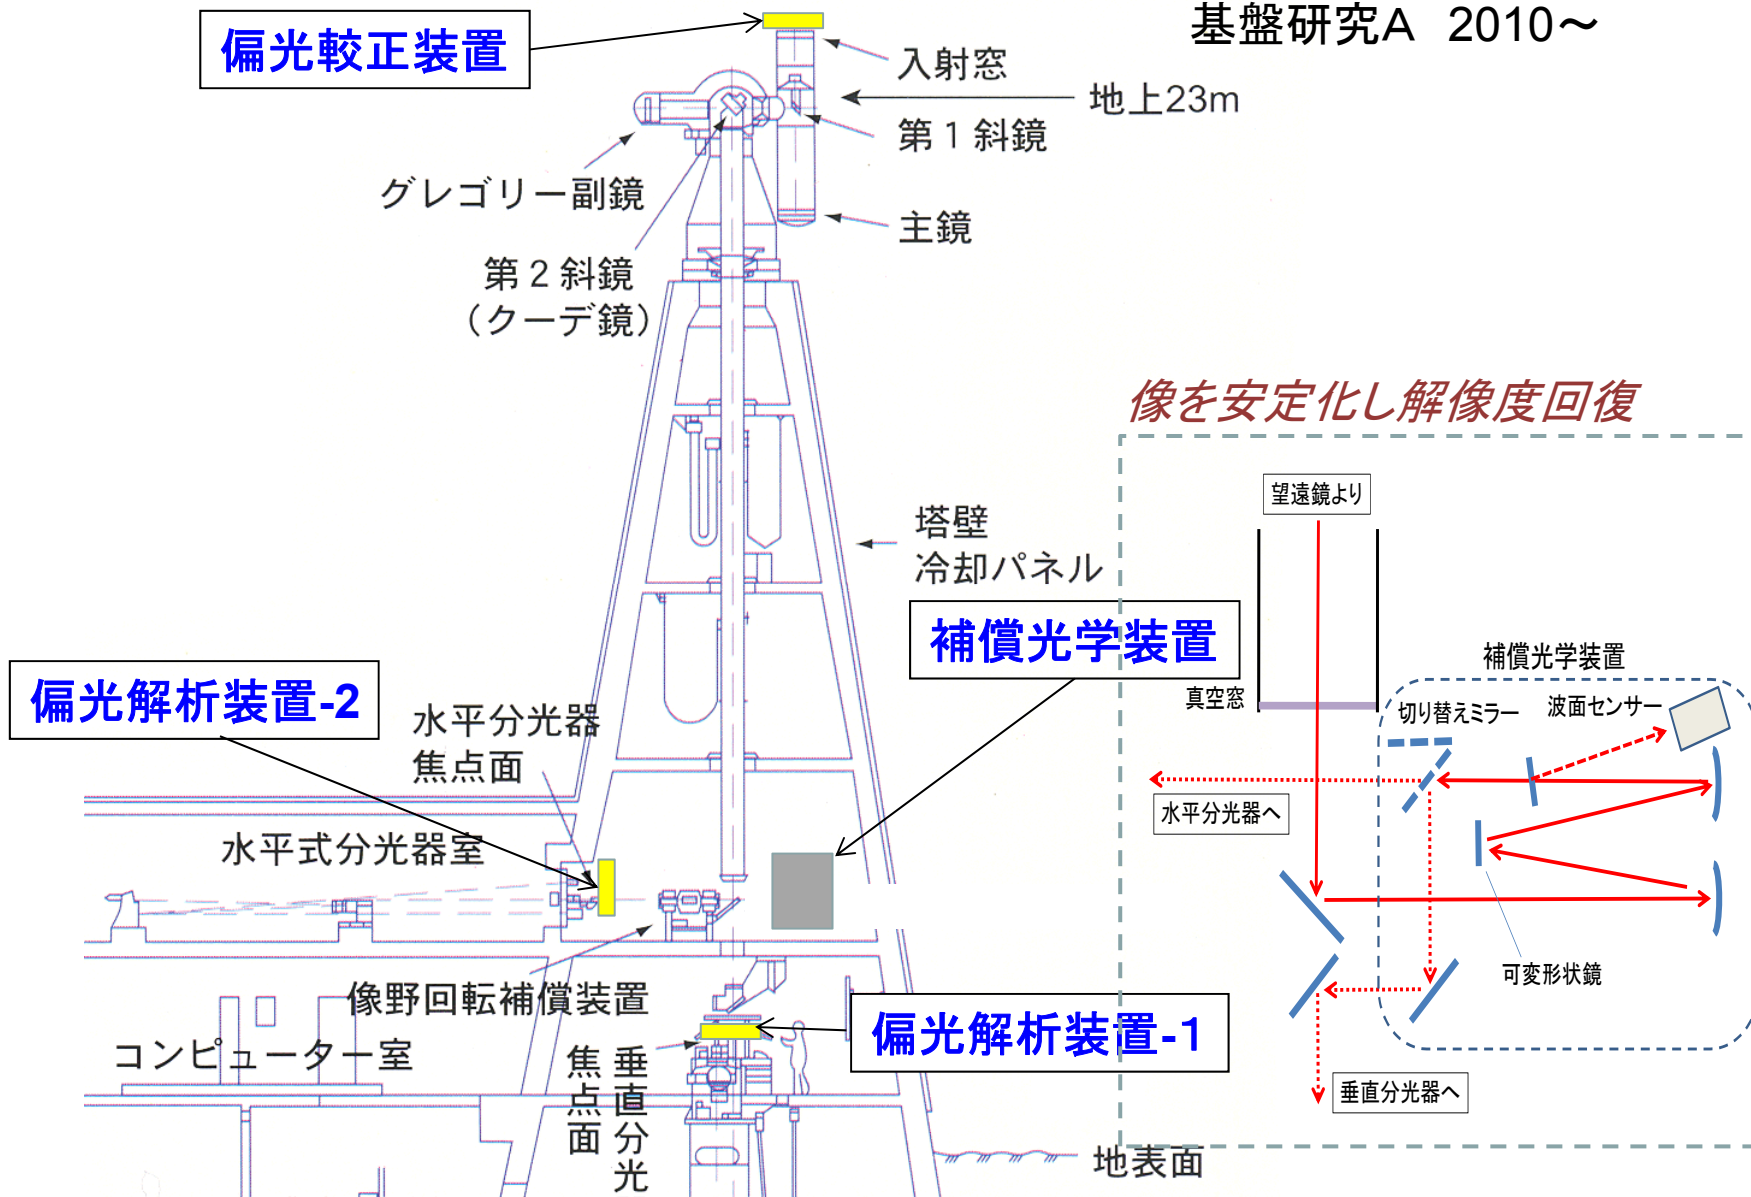 基盤研究A 2010～
偏光較正装置
入射窓
地上23m
第1斜鏡
グレゴリー副鏡
主鏡
第2斜鏡
（クーデ鏡）
像を安定化し解像度回復
望遠鏡より
塔壁
冷却パネル
補償光学装置
補償光学装置
偏光解析装置-2
真空窓
切り替えミラー
波面センサー
水平分光器
焦点面
水平分光器へ
水平式分光器室
可変形状鏡
像野回転補償装置
偏光解析装置-1
コンピューター室
垂直分光
焦点面
垂直分光器へ
地表面